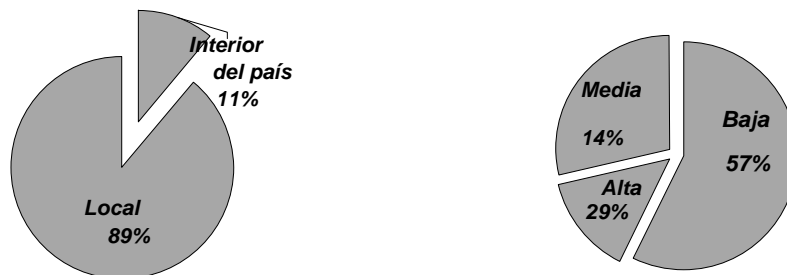 Interior
del país
11%
Local
89%
Media
14%
Alta
29%
Baja
57%